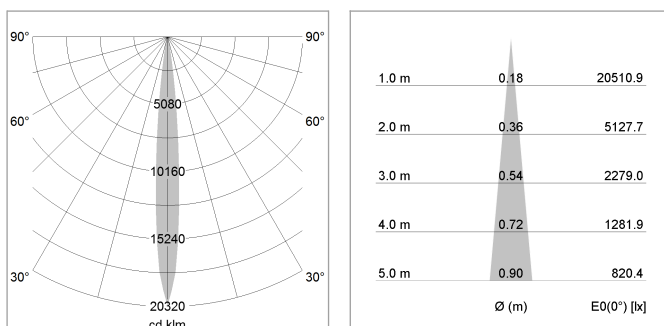 90° 90°
5080
60° 60°
10160
15240
30° 30°
20320
cd klm
1.0 m 0.18 20510.9
2.0 m 0.36 5127.7
3.0 m 0.54 2279.0
4.0 m 0.72 1281.9
5.0 m 0.90 820.4
Ø (m) E0(0°) [lx]